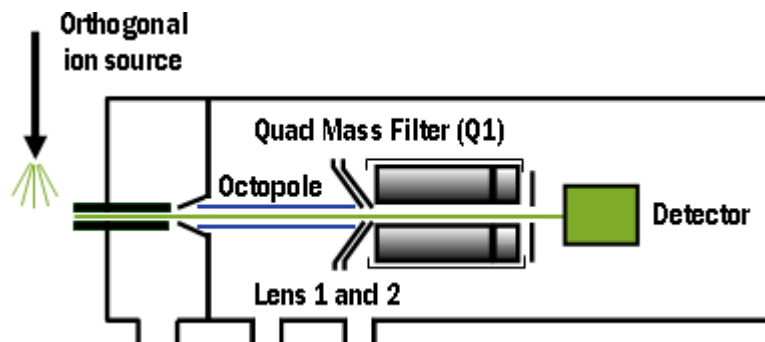 Orthogonal
ion source
Quad Mass Filter (Q1)
Octopole
Detector
Lens 1 and 2